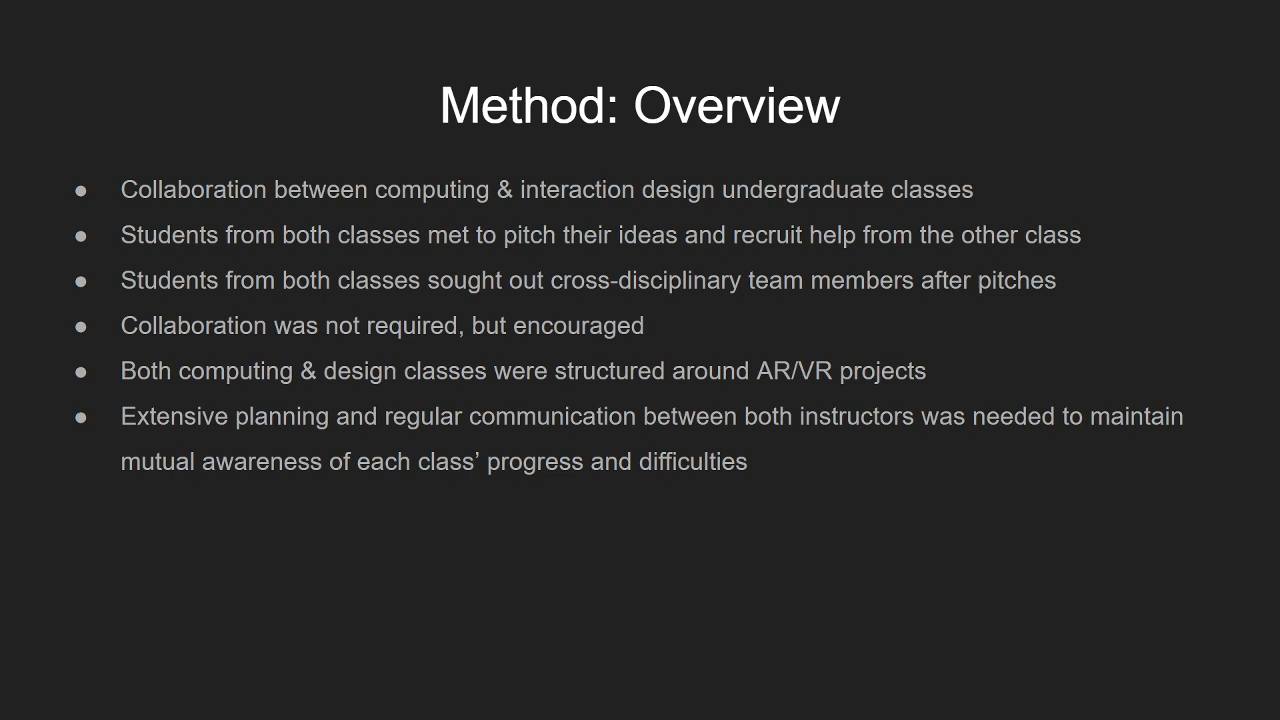 Method: Overview
● Collaboration between computing & interaction design undergraduate classes
● Students from both classes met to pitch their ideas and recruit help from the other class
● Students from both classes sought out cross-disciplinary team members after pitches
● Collaboration was not required, but encouraged
● Both computing & design classes were structured around AR/VR projects
● Extensive planning and regular communication between both instructors was needed to maintain
mutual awareness of each class’ progress and difficulties